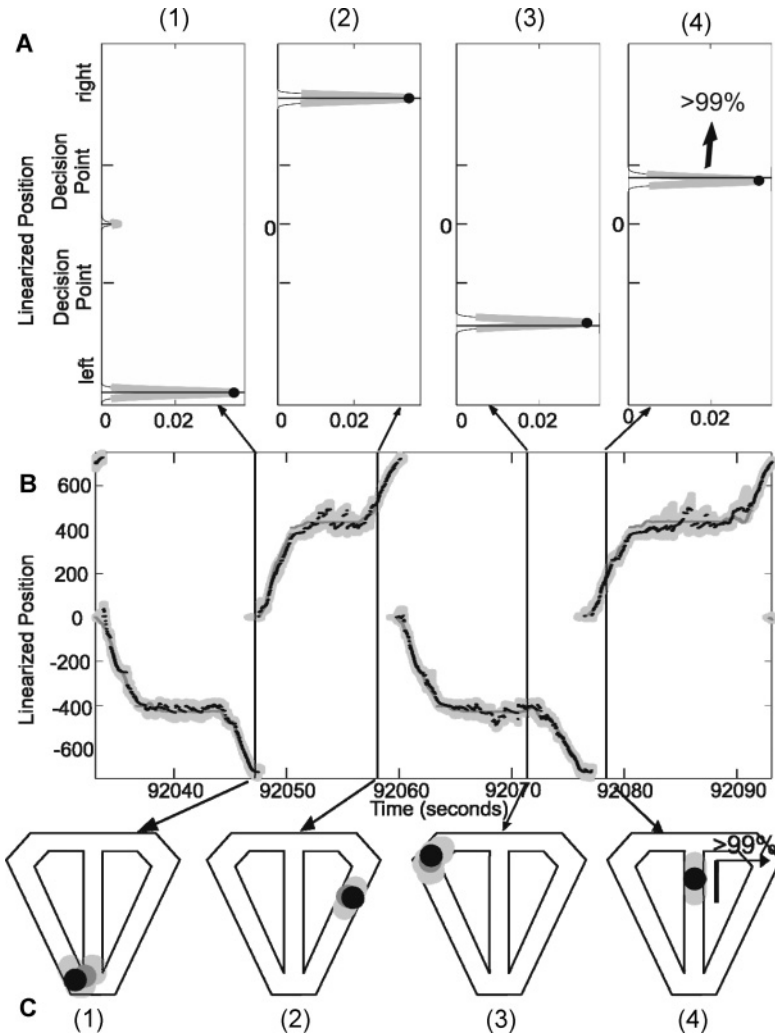 (1) (2) (3) (4)
A
right
Decision
Point
Decision
Point
left
Linearized Position
>99%
0
0
0
0 0.02
0 0.02
0 0.02
0 0.02
B
600
400
200
0
-200
-400
-600
Linearized Position
92040 92050 92060 92070 92080 92090
Time (seconds)
>99%
C
(1) (2) (3) (4)